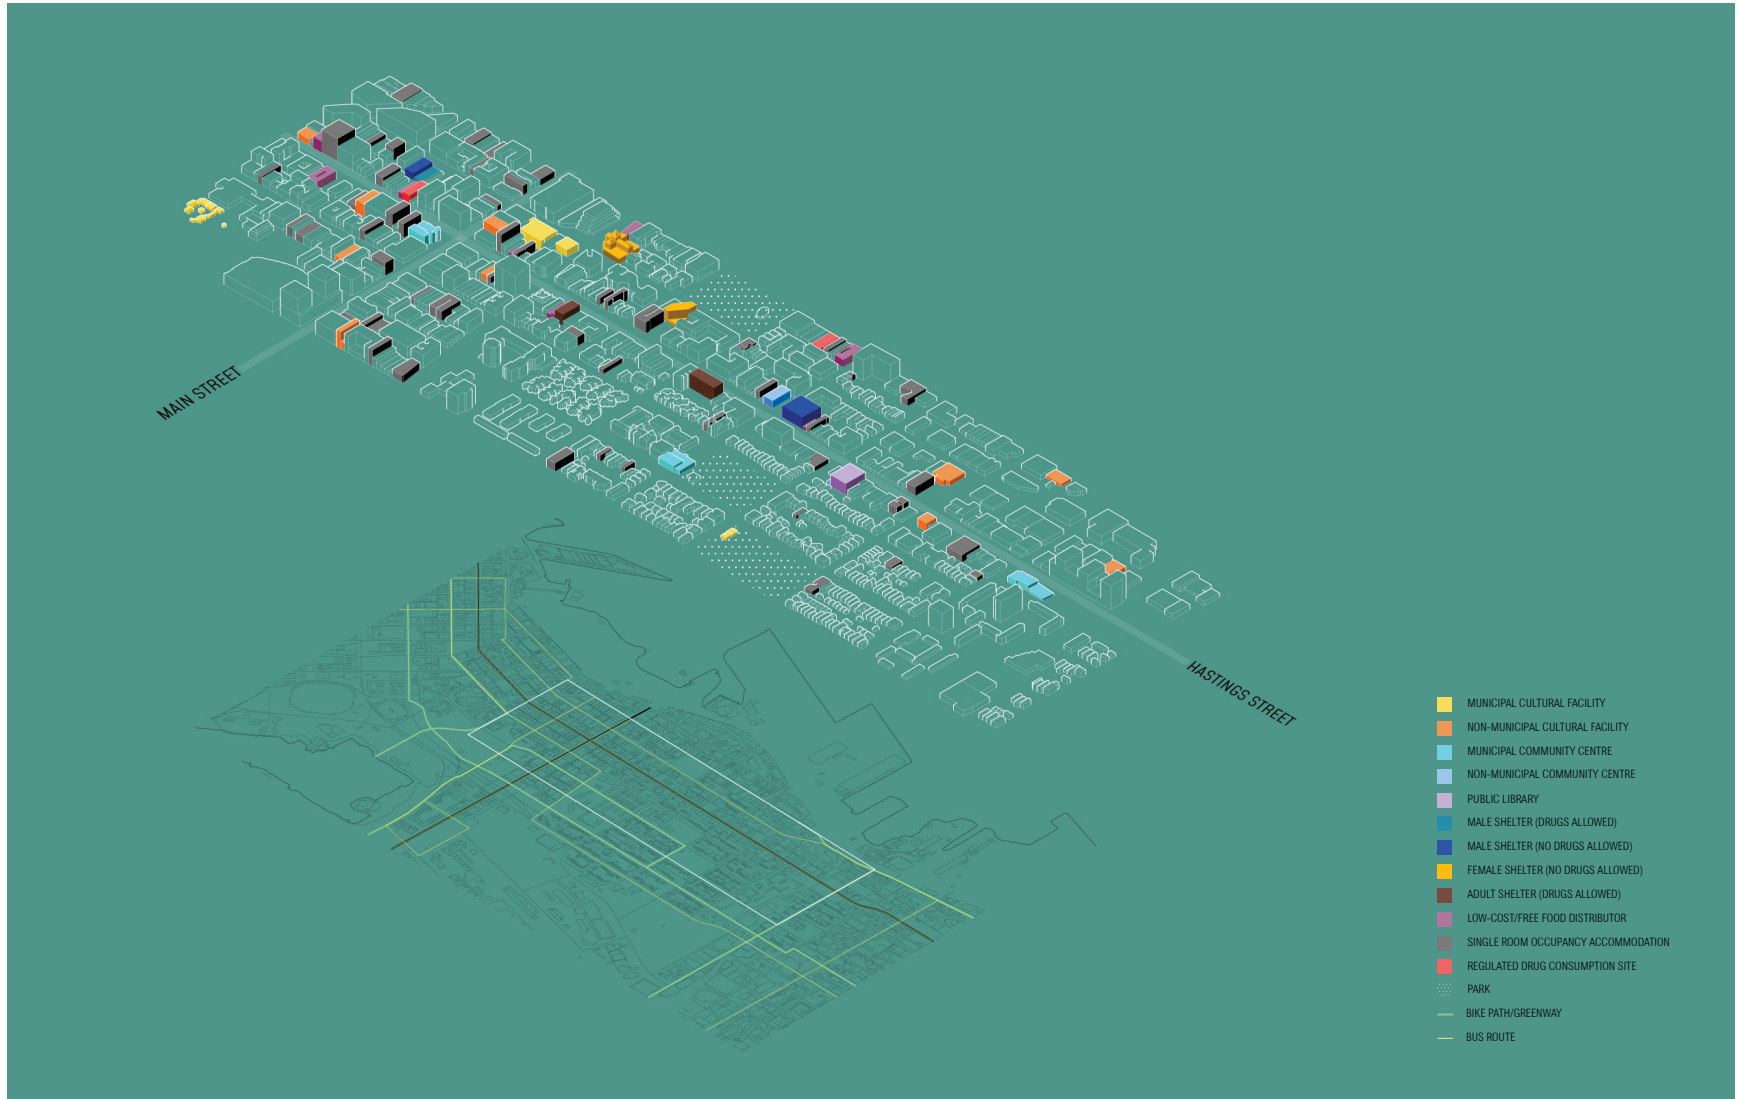 MAIN STREET
HASTINGS STREET
MUNICIPAL CULTURAL FACILITY
NON-MUNICIPAL CULTURAL FACILITY
MUNICIPAL COMMUNITY CENTRE
NON-MUNICIPAL COMMUNITY CENTRE
PUBLIC LIBRARY
MALE SHELTER (DRUGS ALLOWED)
MALE SHELTER (NO DRUGS ALLOWED)
FEMALE SHELTER (NO DRUGS ALLOWED)
ADULT SHELTER (DRUGS ALLOWED)
LOW-COST/FREE FOOD DISTRIBUTOR
SINGLE ROOM OCCUPANCY ACCOMMODATION
REGULATED DRUG CONSUMPTION SITE
PARK
BIKE PATH/GREENWAY
BUS ROUTE